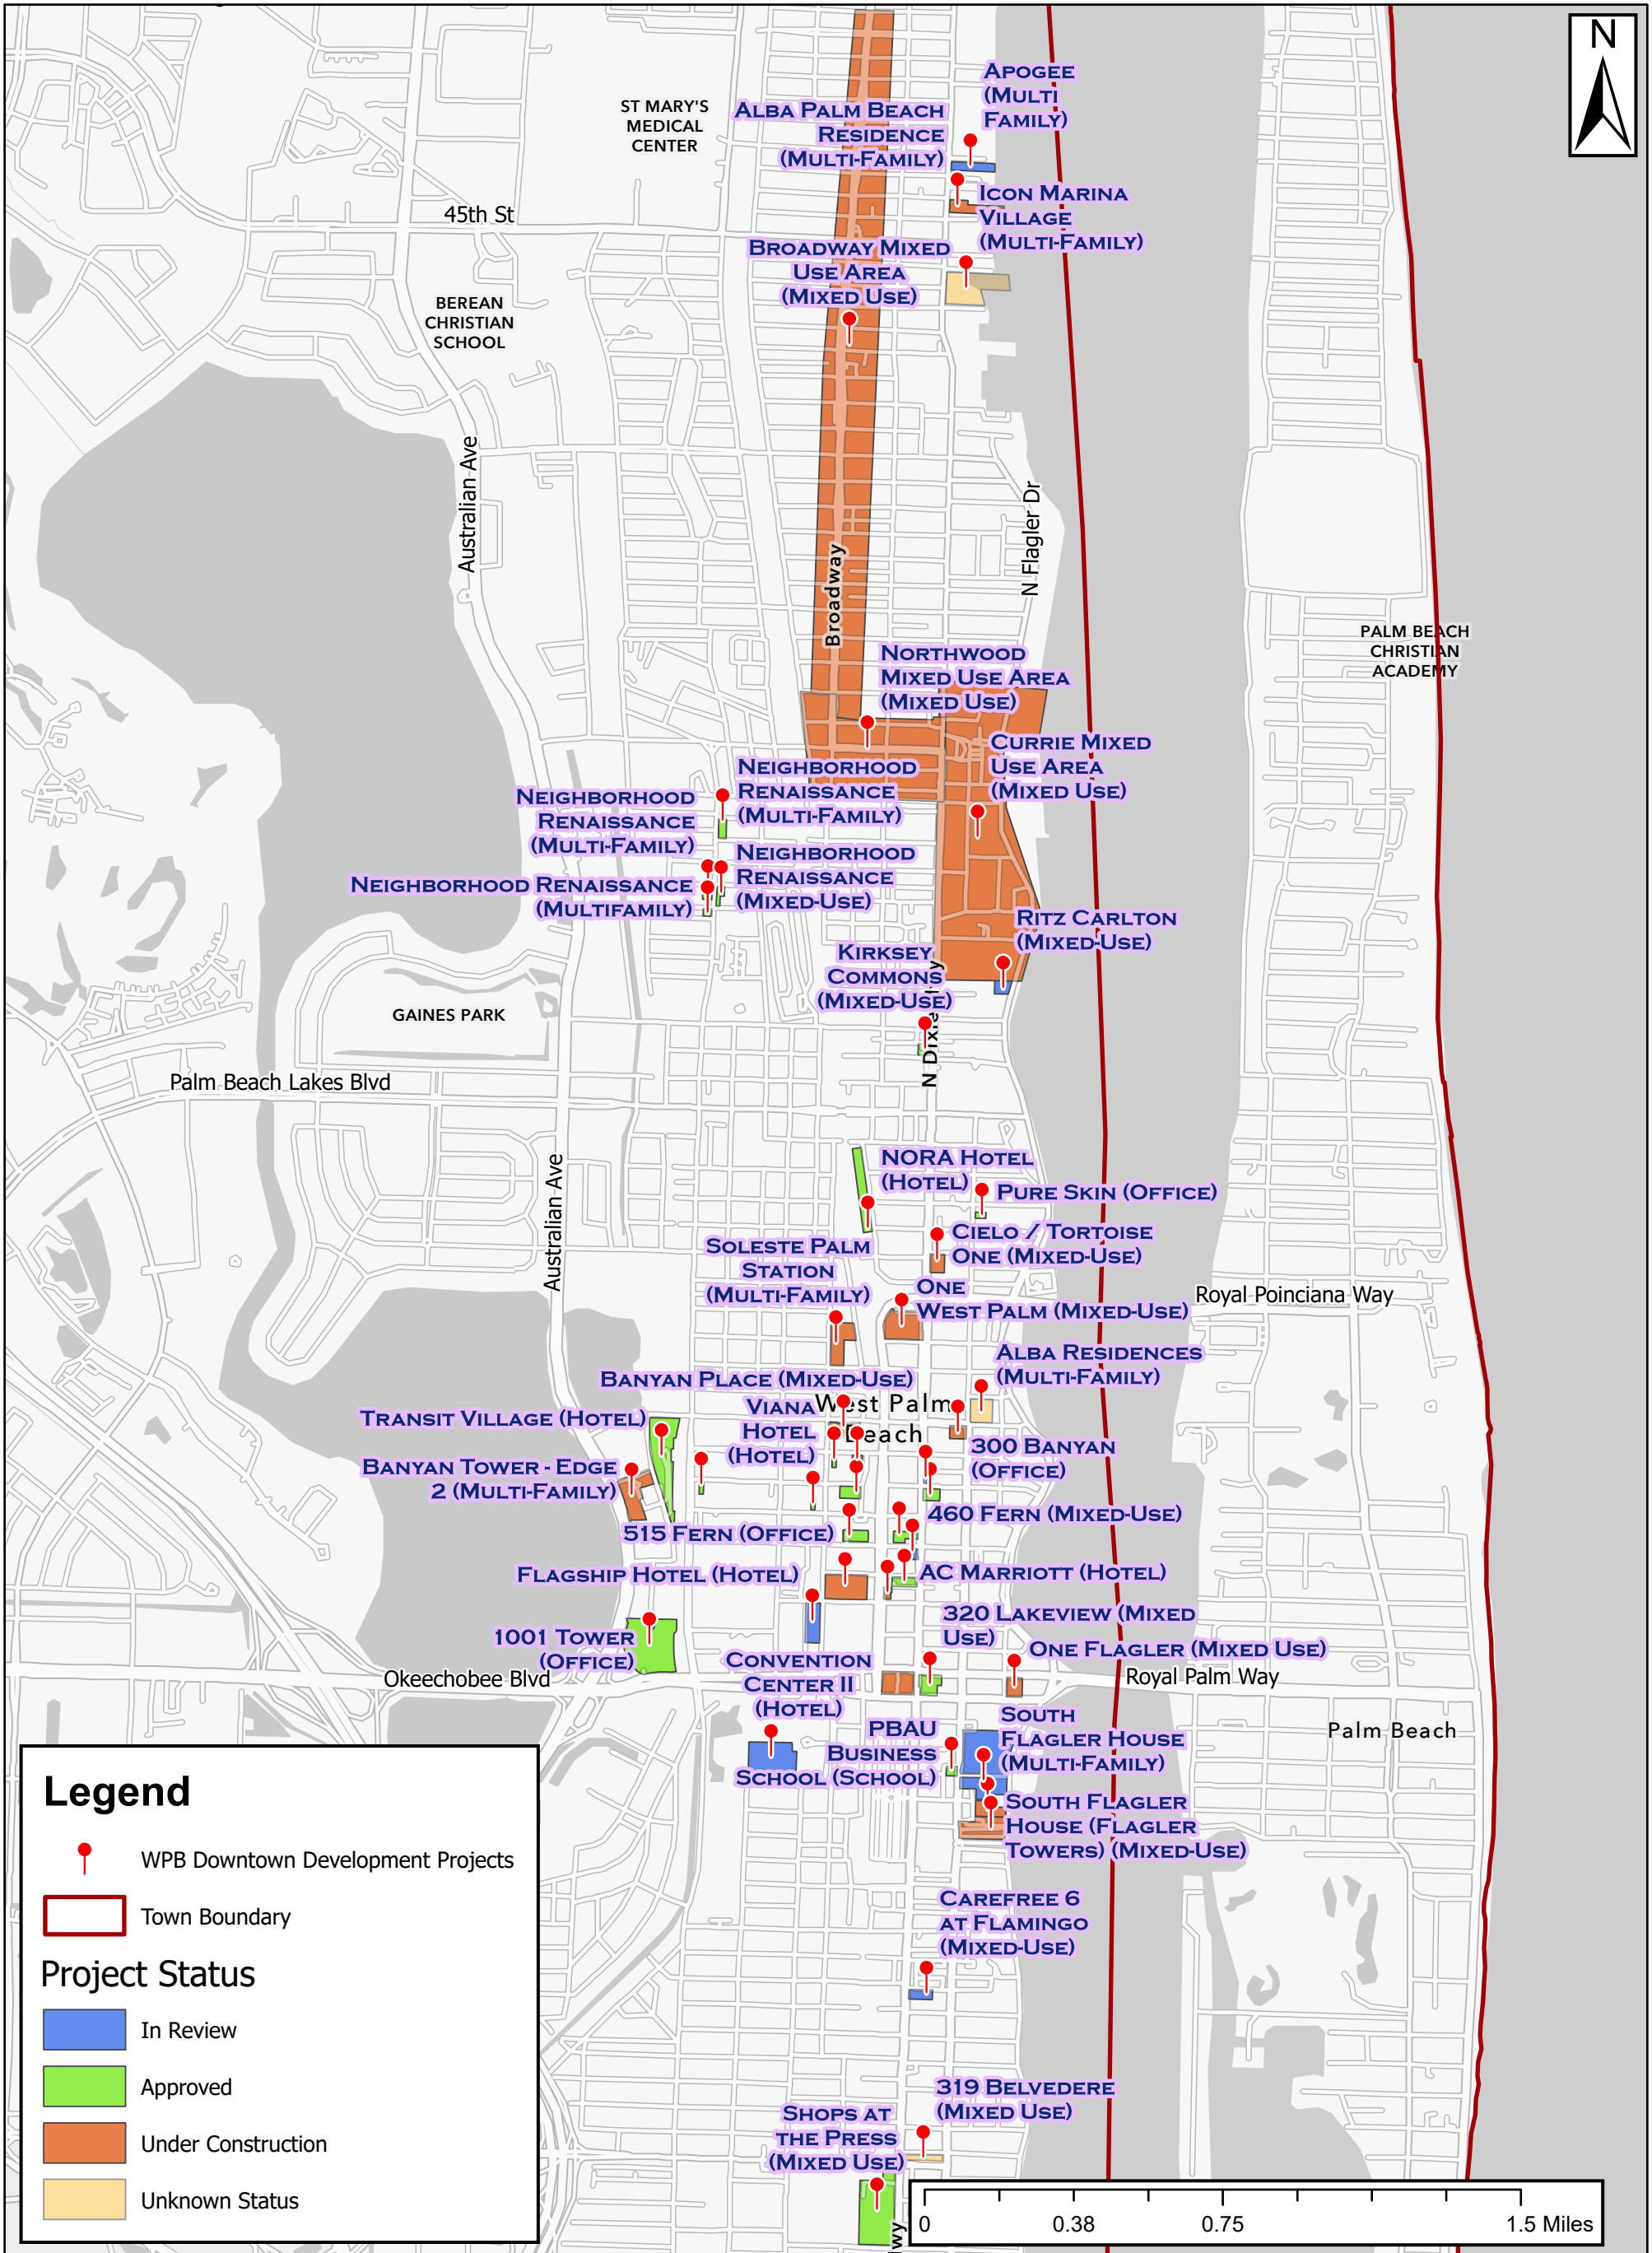 N
APOGEE
(MULTI
FAMILY)
ST MARY'S
MEDICAL
CENTER
ALBA PALM BEACH
RESIDENCE
(MULTI-FAMILY)
ICON MARINA
VILLAGE
(MULTI-FAMILY)
45th St
BROADWAY MIXED
USE AREA
(MIXED USE)
BEREAN
CHRISTIAN
SCHOOL
Australian Ave
N Flagler Dr
Broadway
PALM BEACH
CHRISTIAN
ACADEMY
NORTHWOOD
MIXED USE AREA
(MIXED USE)
CURRIE MIXED
USE AREA
(MIXED USE)
NEIGHBORHOOD
RENAISSANCE
(MULTI-FAMILY)
NEIGHBORHOOD
RENAISSANCE
(MULTI-FAMILY)
NEIGHBORHOOD
RENAISSANCE
(MIXED-USE)
NEIGHBORHOOD RENAISSANCE
(MULTIFAMILY)
RITZ CARLTON
(MIXED-USE)
KIRKSEY
COMMONS
(MIXED-USE)
N Dixie
GAINES PARK
Palm Beach Lakes Blvd
NORA HOTEL
(HOTEL)
PURE SKIN (OFFICE)
Australian Ave
CIELO / TORTOISE
ONE (MIXED-USE)
SOLESTE PALM
STATION
(MULTI-FAMILY)
ONE
WEST PALM (MIXED-USE)
Royal Poinciana Way
ALBA RESIDENCES
(MULTI-FAMILY)
BANYAN PLACE (MIXED-USE)
West Palm
Beach
VIANA
HOTEL
(HOTEL)
TRANSIT VILLAGE (HOTEL)
300 BANYAN
(OFFICE)
BANYAN TOWER - EDGE
2 (MULTI-FAMILY)
460 FERN (MIXED-USE)
515 FERN (OFFICE)
FLAGSHIP HOTEL (HOTEL)
AC MARRIOTT (HOTEL)
320 LAKEVIEW (MIXED
USE)
1001 TOWER
(OFFICE)
ONE FLAGLER (MIXED USE)
Okeechobee Blvd
Royal Palm Way
CONVENTION
CENTER II
(HOTEL)
SOUTH
FLAGLER HOUSE
(MULTI-FAMILY)
Palm Beach
PBAU
BUSINESS
SCHOOL (SCHOOL)
SOUTH FLAGLER
HOUSE (FLAGLER
TOWERS) (MIXED-USE)
CAREFREE 6
AT FLAMINGO
(MIXED-USE)
319 BELVEDERE
(MIXED USE)
SHOPS AT
THE PRESS
(MIXED USE)
Legend
WPB Downtown Development Projects
Town Boundary
Project Status
In Review
Approved
Under Construction
Unknown Status
0 0.38 0.75 1.5 Miles